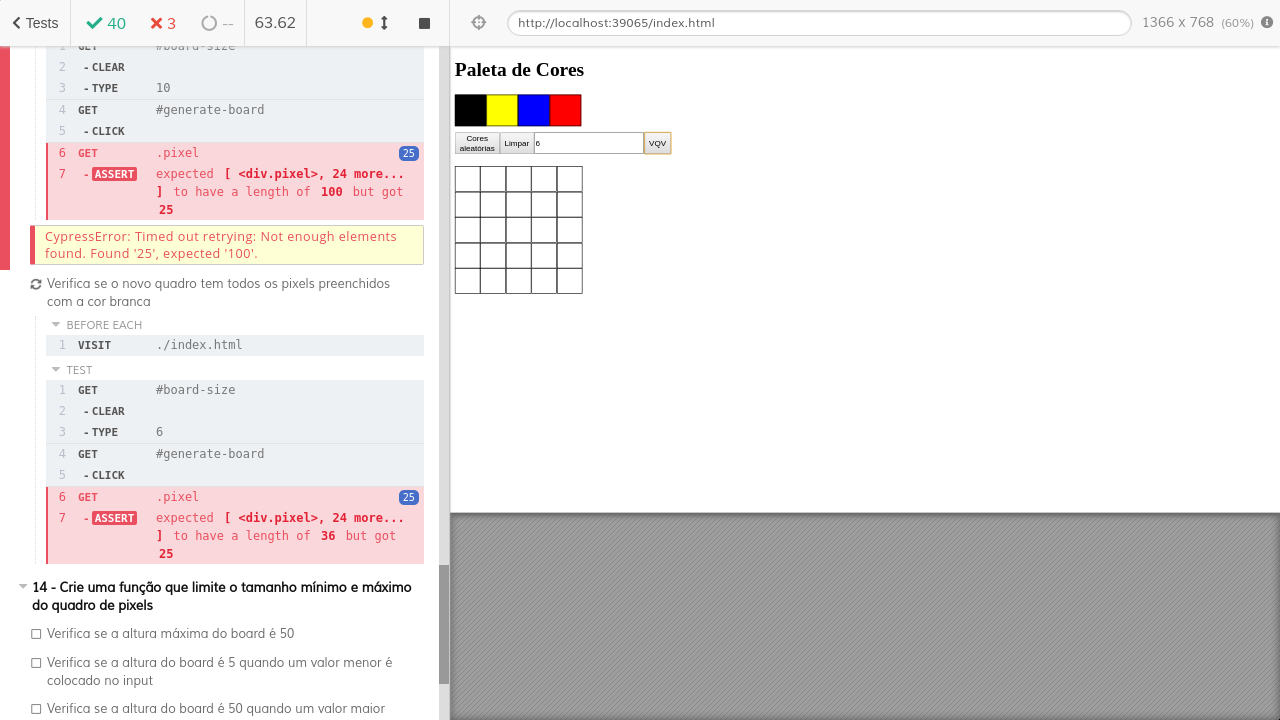 Tests 40 3 -- 63.62 http://localhost:39065/index.html 1366 x 768 (60%)
1 GET #board-size
2 - CLEAR
3 - TYPE 10
4 GET #generate-board
5 - CLICK
6 GET .pixel 25
7 - ASSERT expected [ <div.pixel>, 24 more...
] to have a length of 100 but got
25
CypressError: Timed out retrying: Not enough elements
found. Found '25', expected '100'.
Verifica se o novo quadro tem todos os pixels preenchidos
com a cor branca
BEFORE EACH
1 VISIT ./index.html
TEST
1 GET #board-size
2 - CLEAR
3 - TYPE 6
4 GET #generate-board
5 - CLICK
6 GET .pixel 25
7 - ASSERT expected [ <div.pixel>, 24 more...
] to have a length of 36 but got
25
14 - Crie uma função que limite o tamanho mínimo e máximo
do quadro de pixels
Verifica se a altura máxima do board é 50
Verifica se a altura do board é 5 quando um valor menor é
colocado no input
Verifica se a altura do board é 50 quando um valor maior
Paleta de Cores
Cores
aleatórias
Limpar
6
VQV